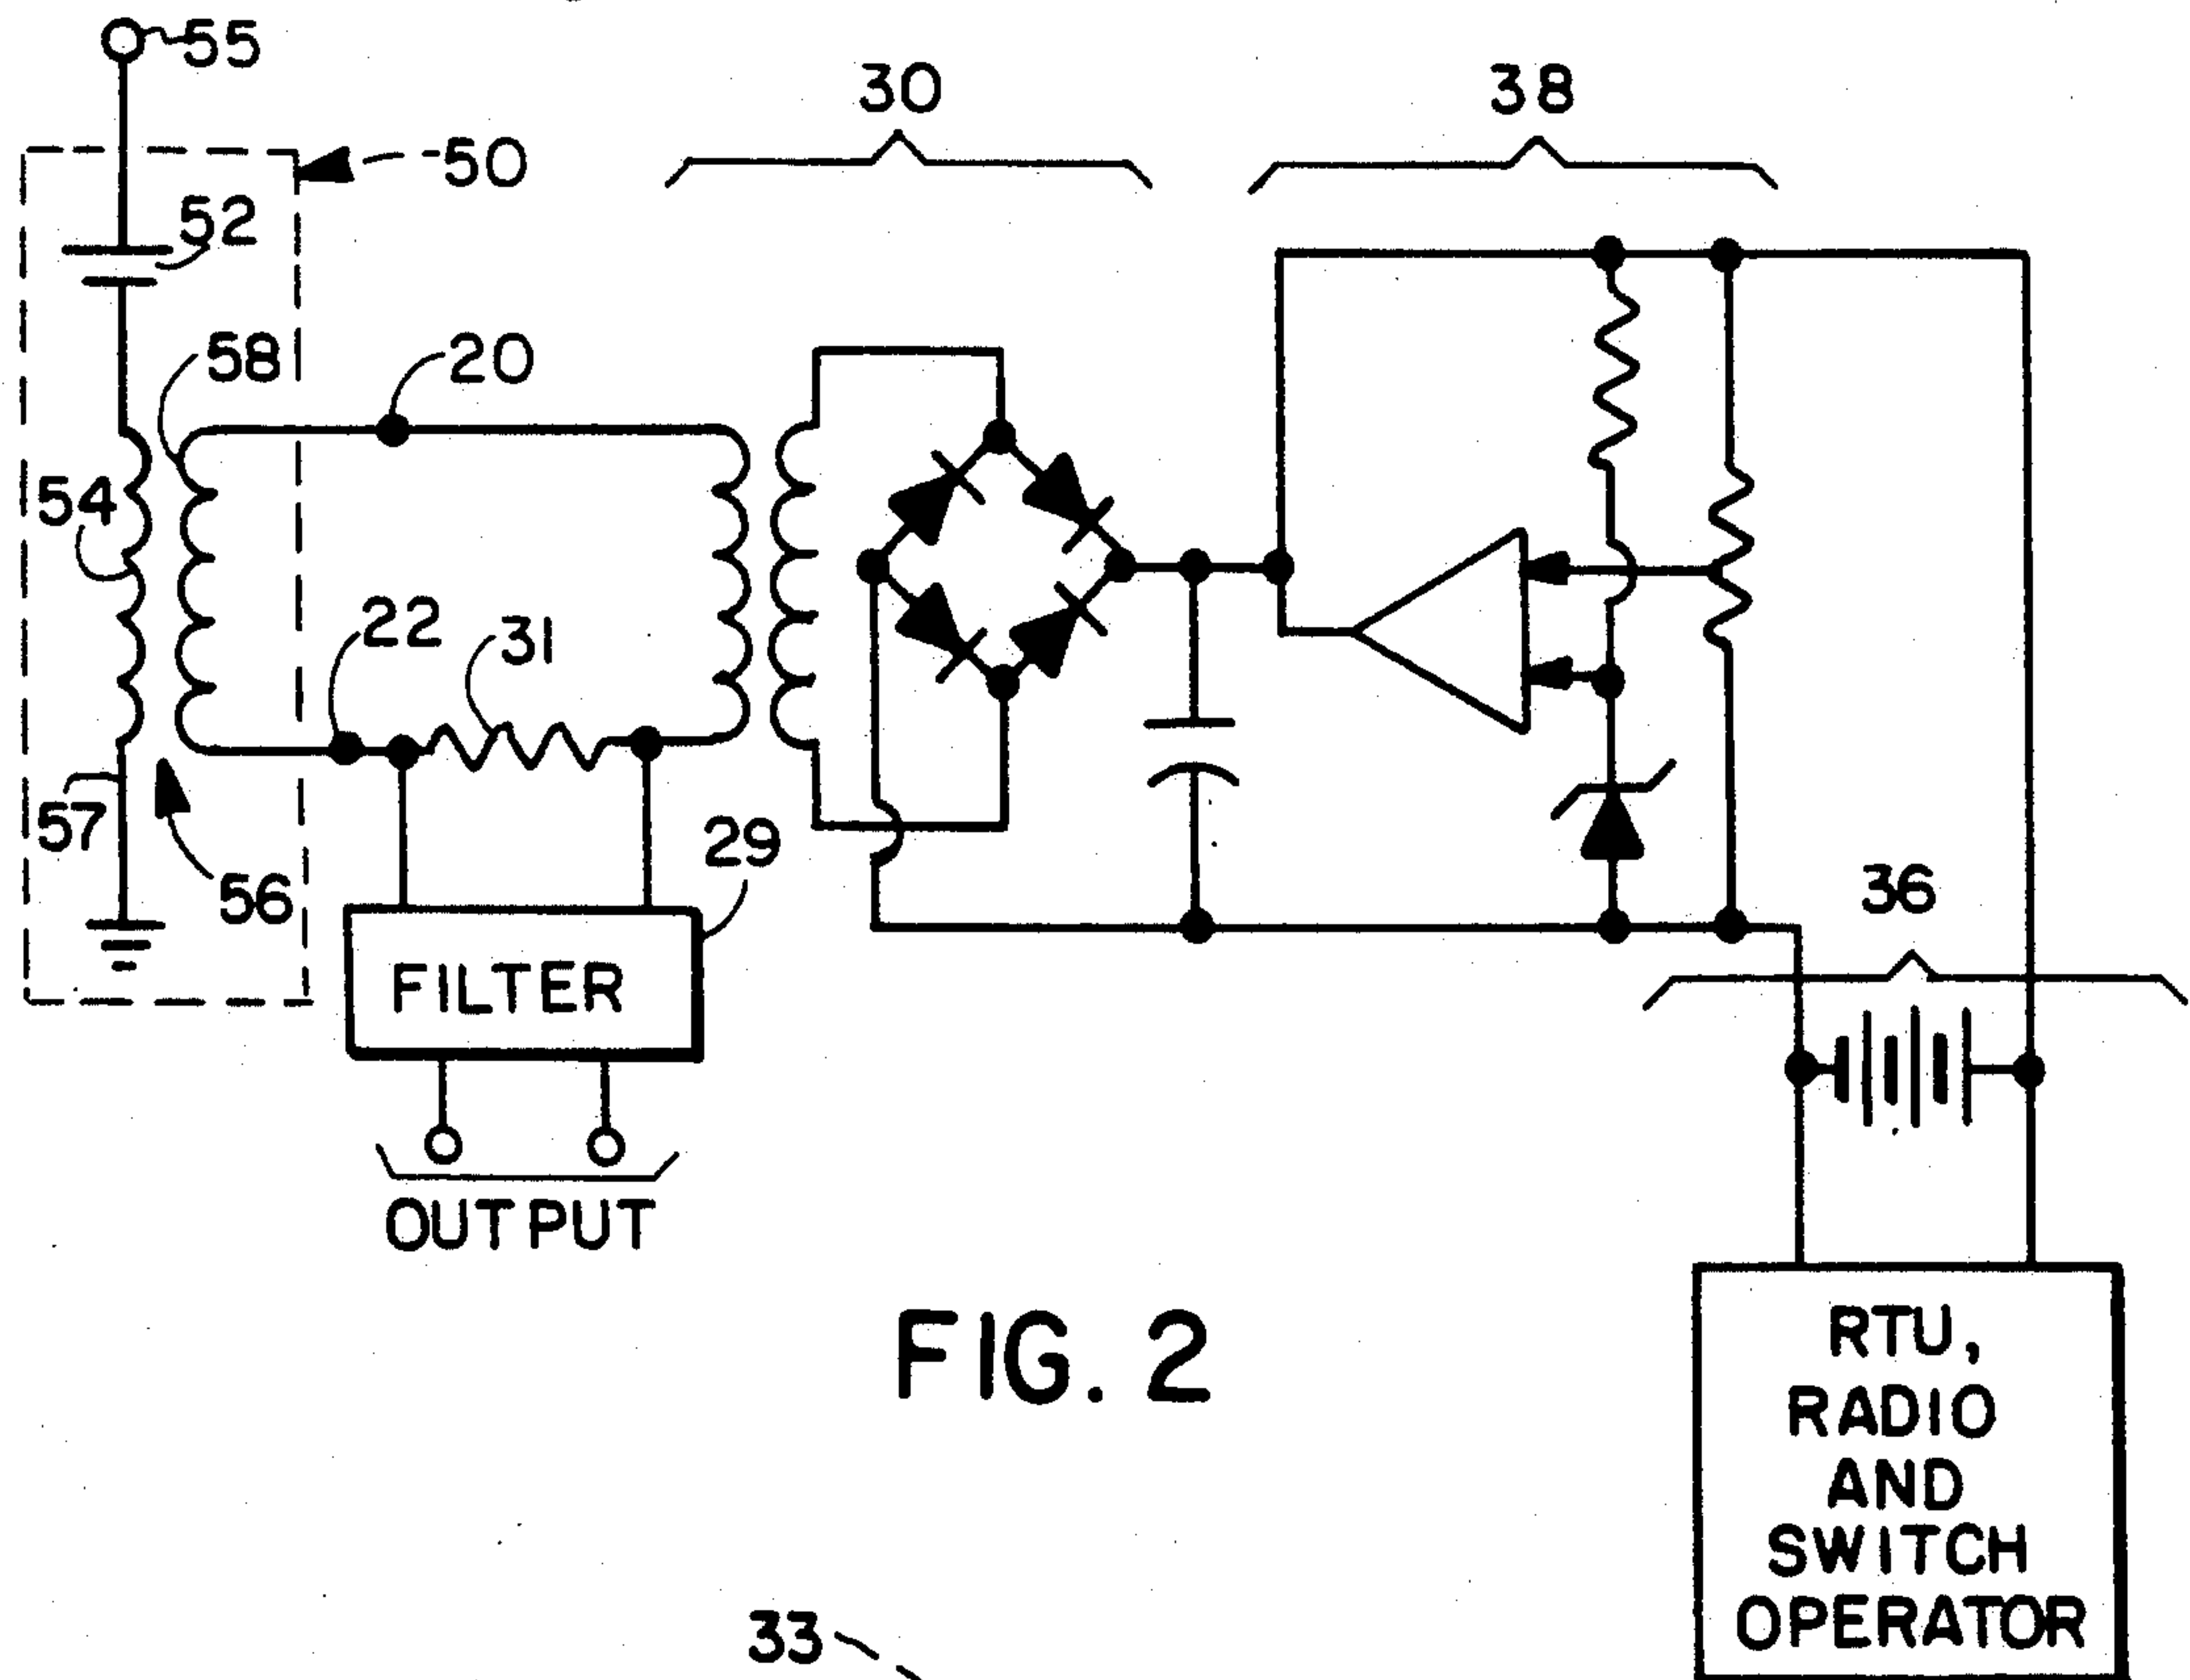 55
30
38
50
52
58
20
54
22
31
57
56
29
36
FILTER
OUTPUT
FIG. 2
RTU,
RADIO
AND
SWITCH
OPERATOR
33